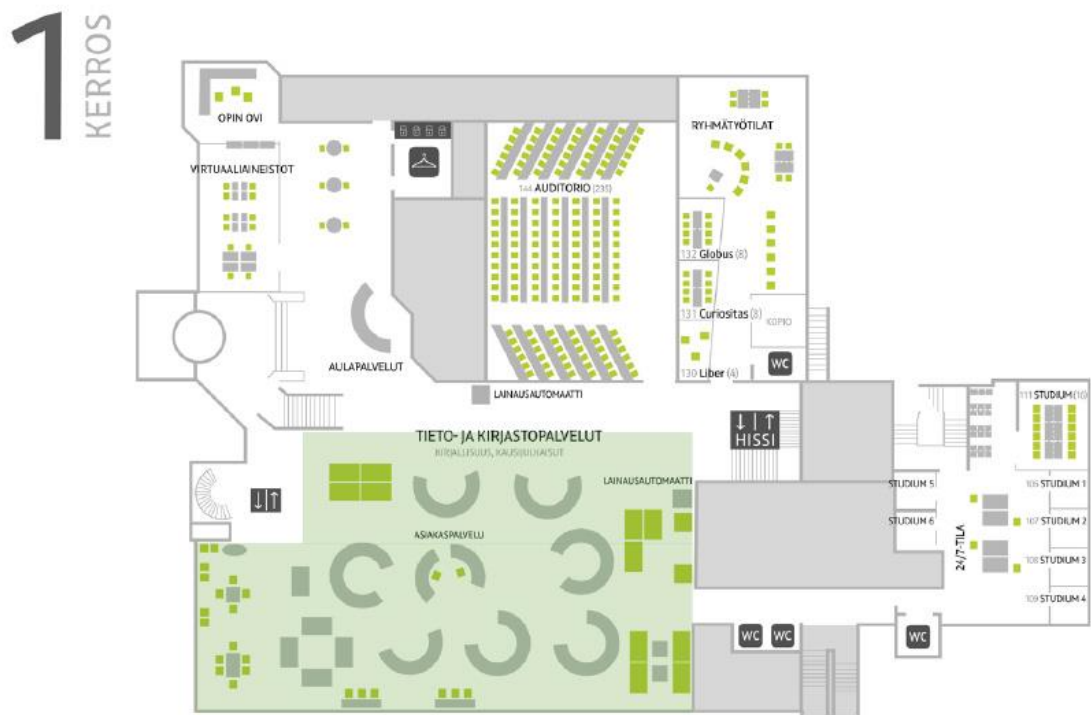 1
KERROS
OPIN OVI
VIRTUAALIAINEISTOT
RYHMÄTYÖTILAT
144 AUDITORIO (235)
132 Globus (8)
131 Curiositas (8)
KOPIO
130 Liber (4)
WC
AULAPALVELUT
LAINAUSAUTOMAATTI
HISSI
111 STUDIUM (16)
TIETO- JA KIRJASTOPALVELUT
KIRJALLISUUS, KAUSIJULKAISUT
LAINAUSAUTOMAATTI
STUDIUM 5
STUDIUM 6
105 STUDIUM 1
107 STUDIUM 2
108 STUDIUM 3
109 STUDIUM 4
24/7-TILA
ASIAKASPALVELU
WC
WC
WC